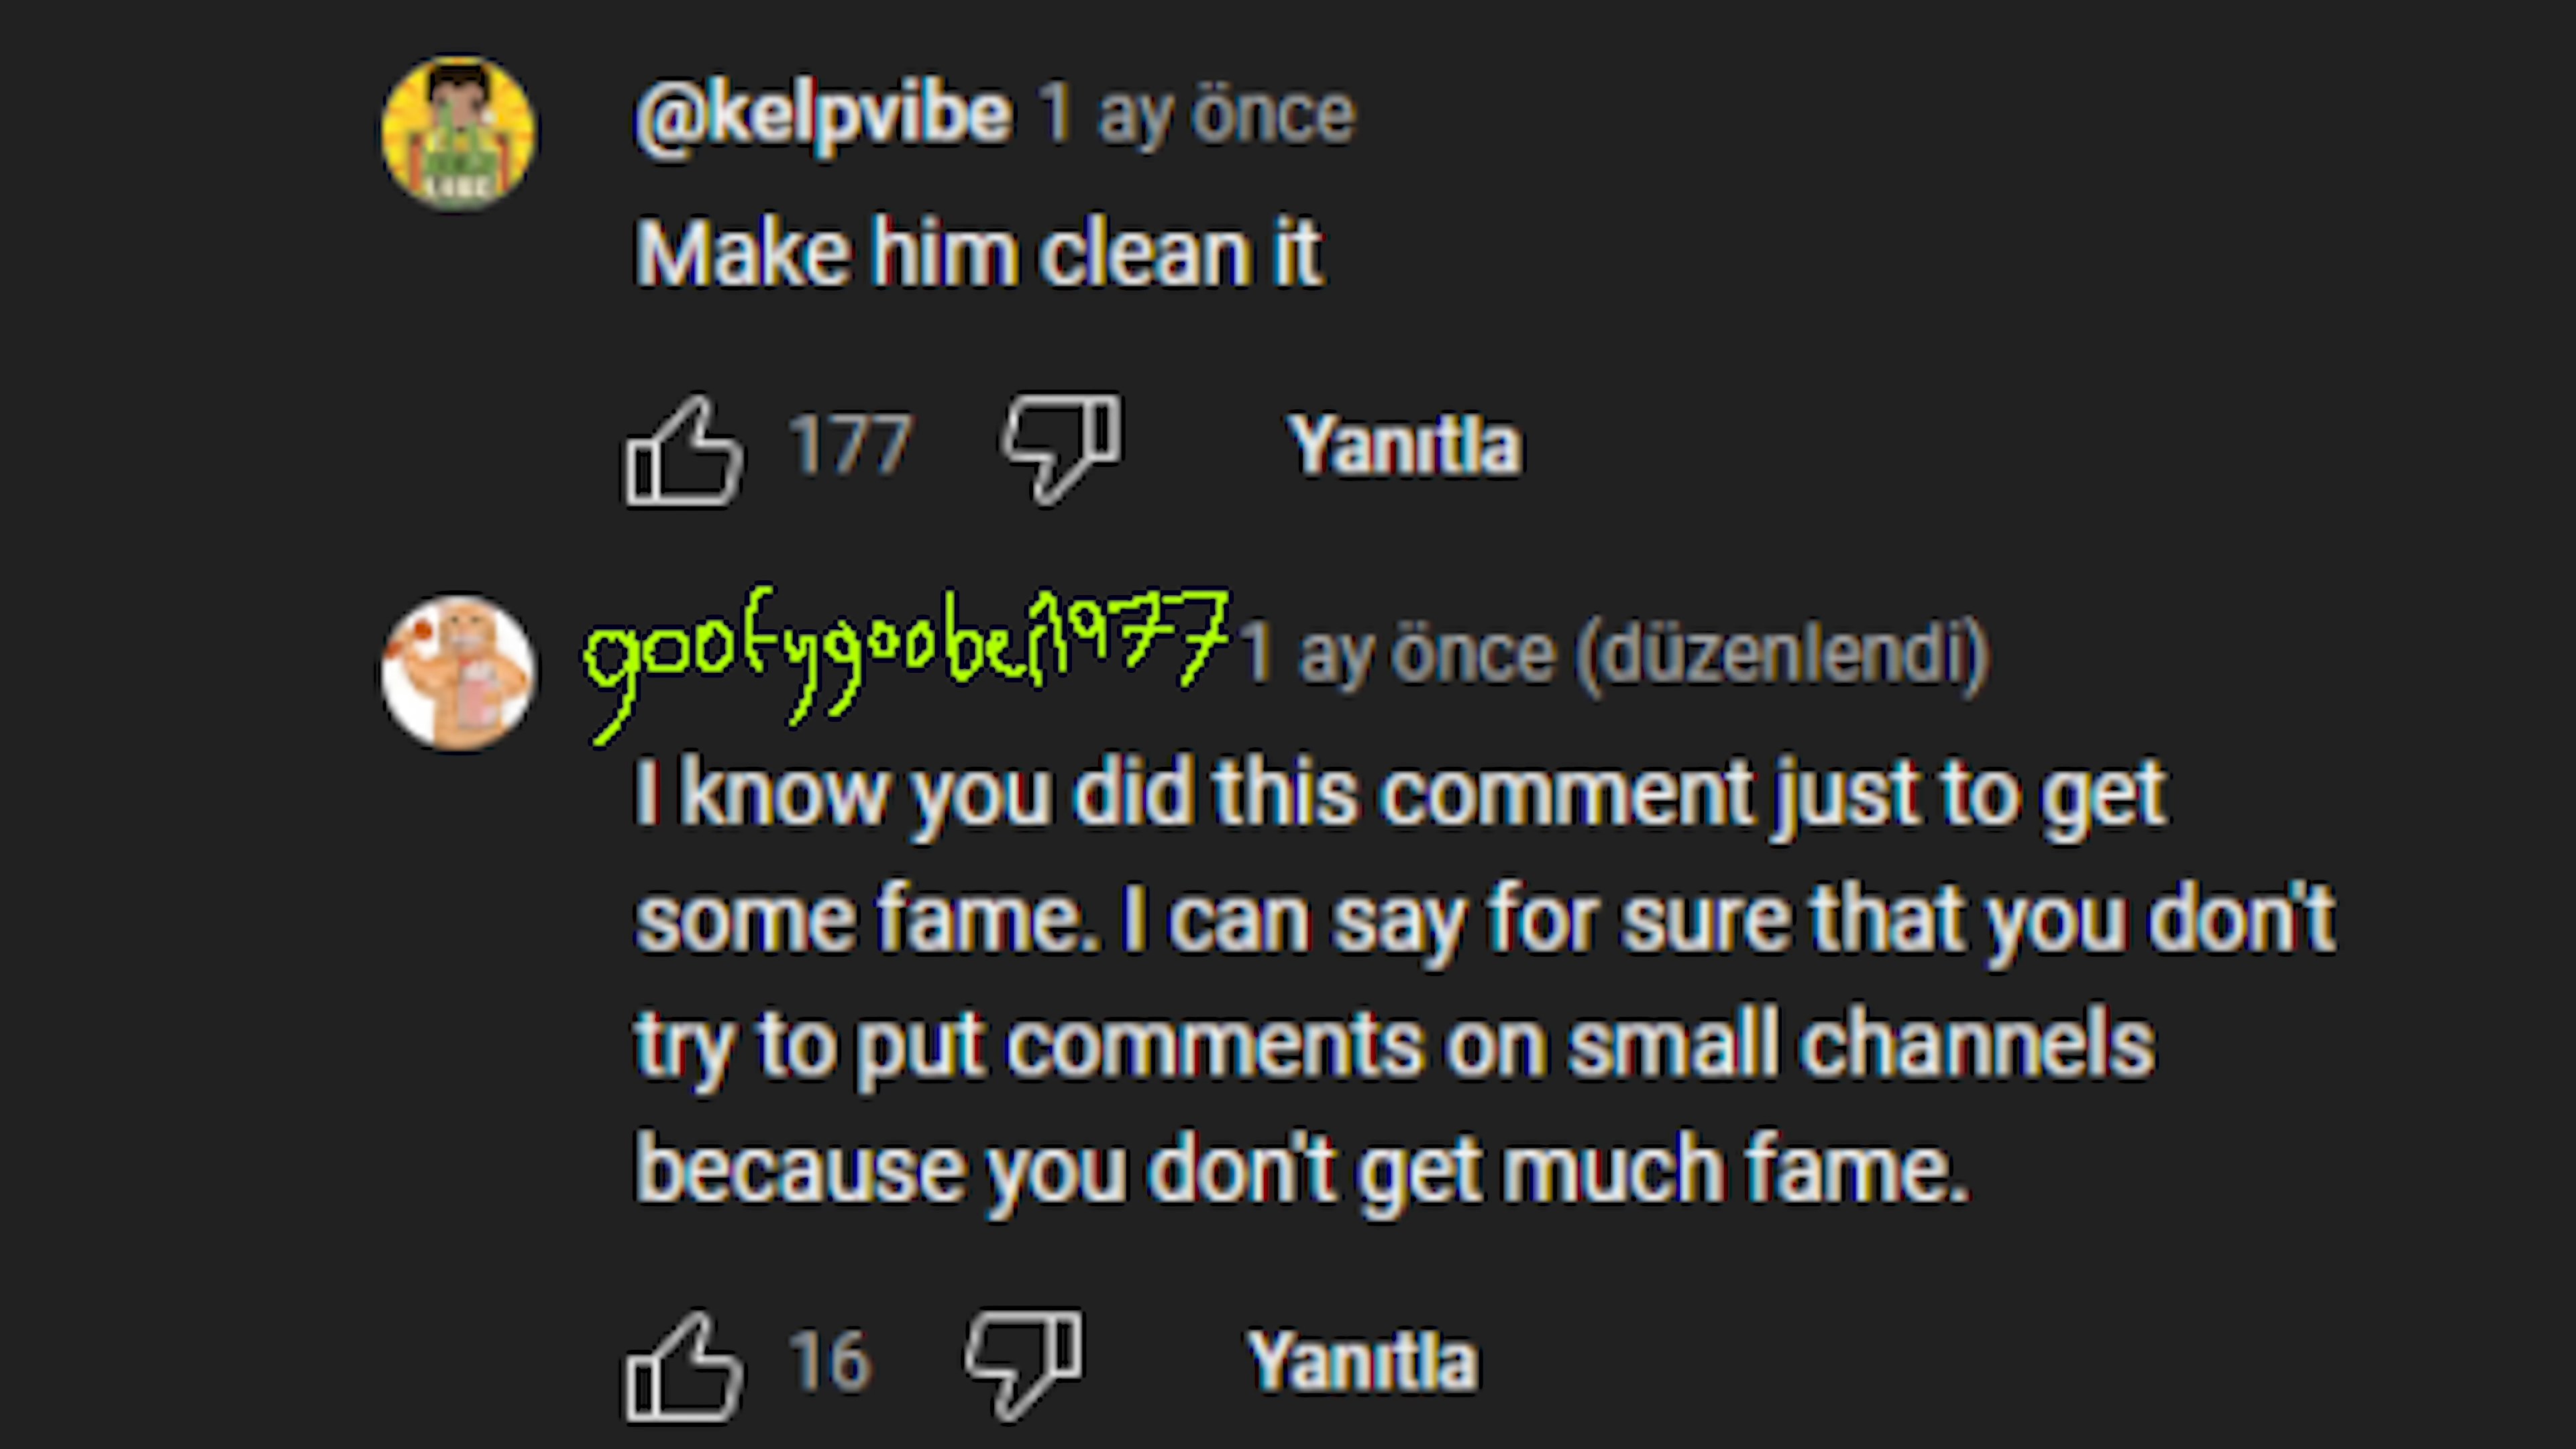 @kelpvibe 1 ay önce
Make him clean it
177 Yanıtla
goofygoober1977 1 ay önce (düzenlendi)
I know you did this comment just to get
some fame. I can say for sure that you don't
try to put comments on small channels
because you don't get much fame.
16 Yanıtla